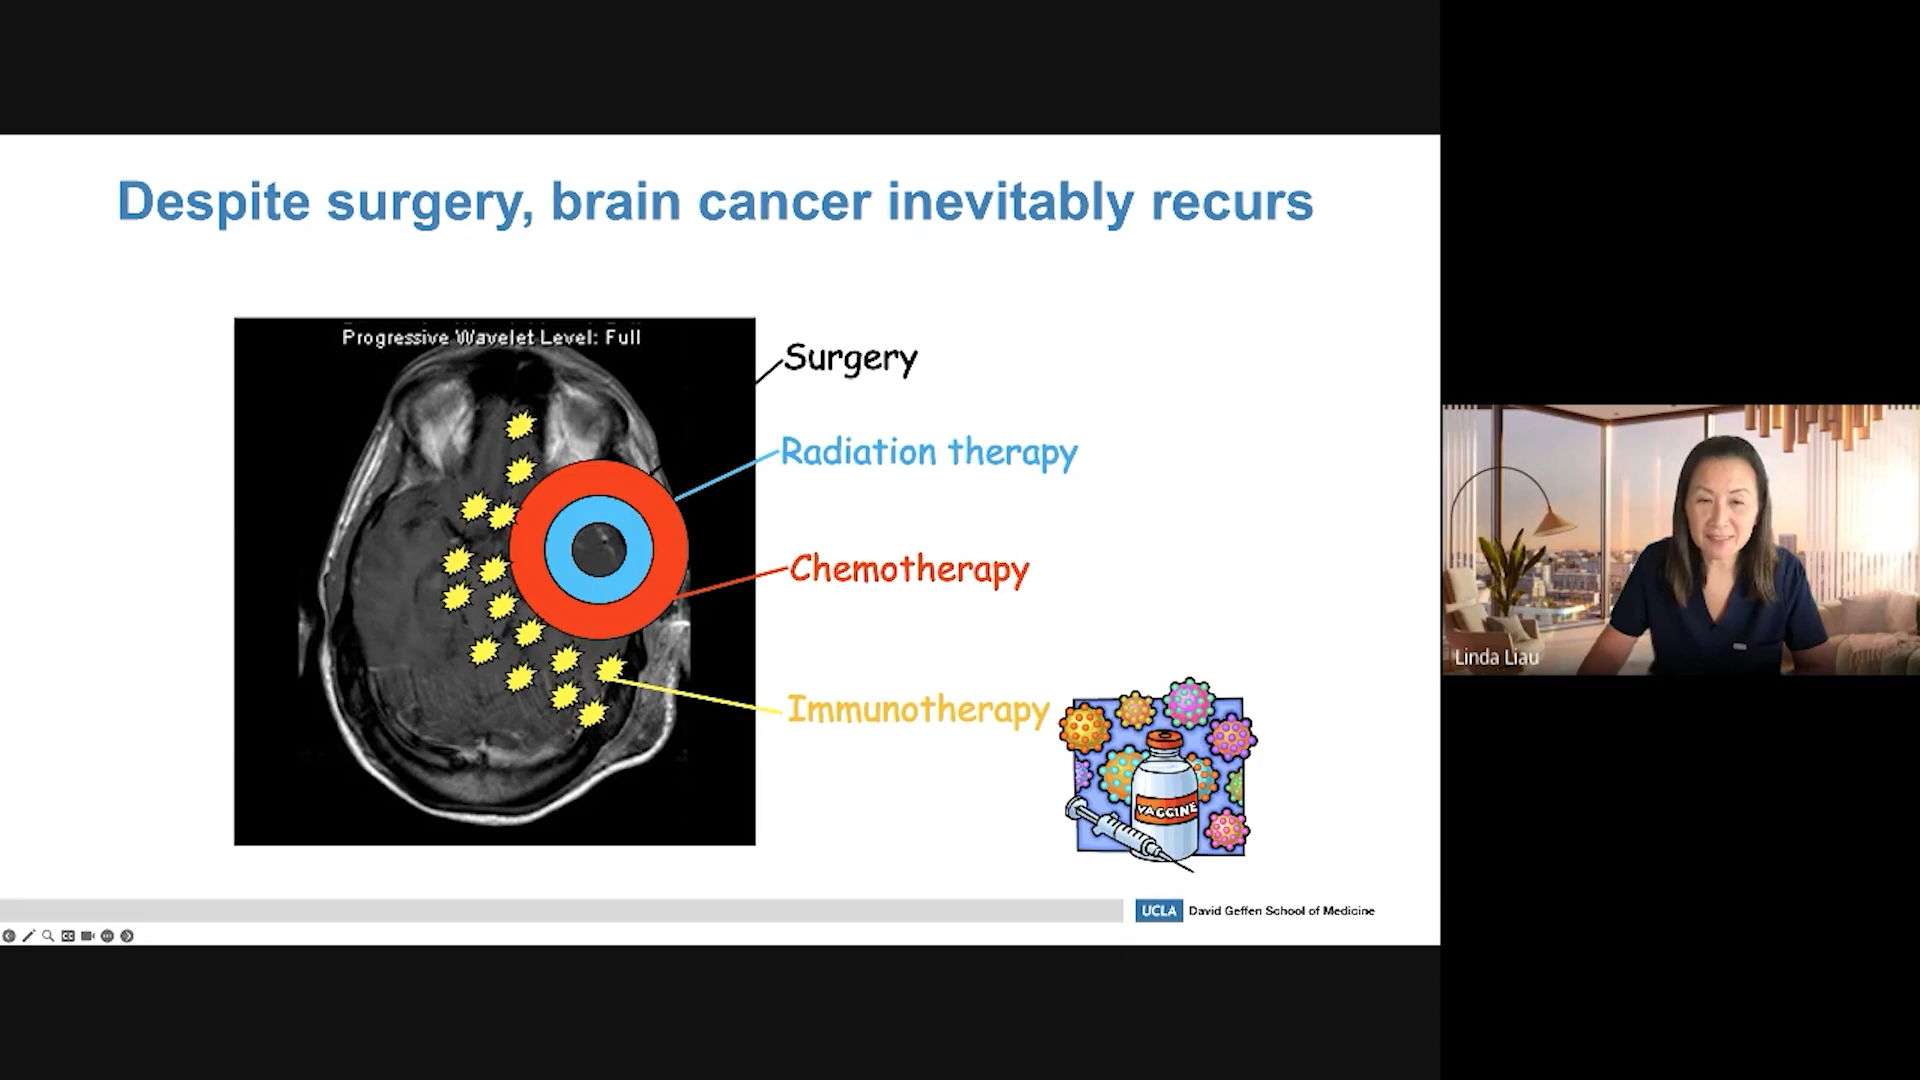 Despite surgery, brain cancer inevitably recurs
Progressive Wavelet Level: Full
Surgery
Radiation therapy
Chemotherapy
Immunotherapy
VACCINE
Linda Liau
UCLA David Geffen School of Medicine